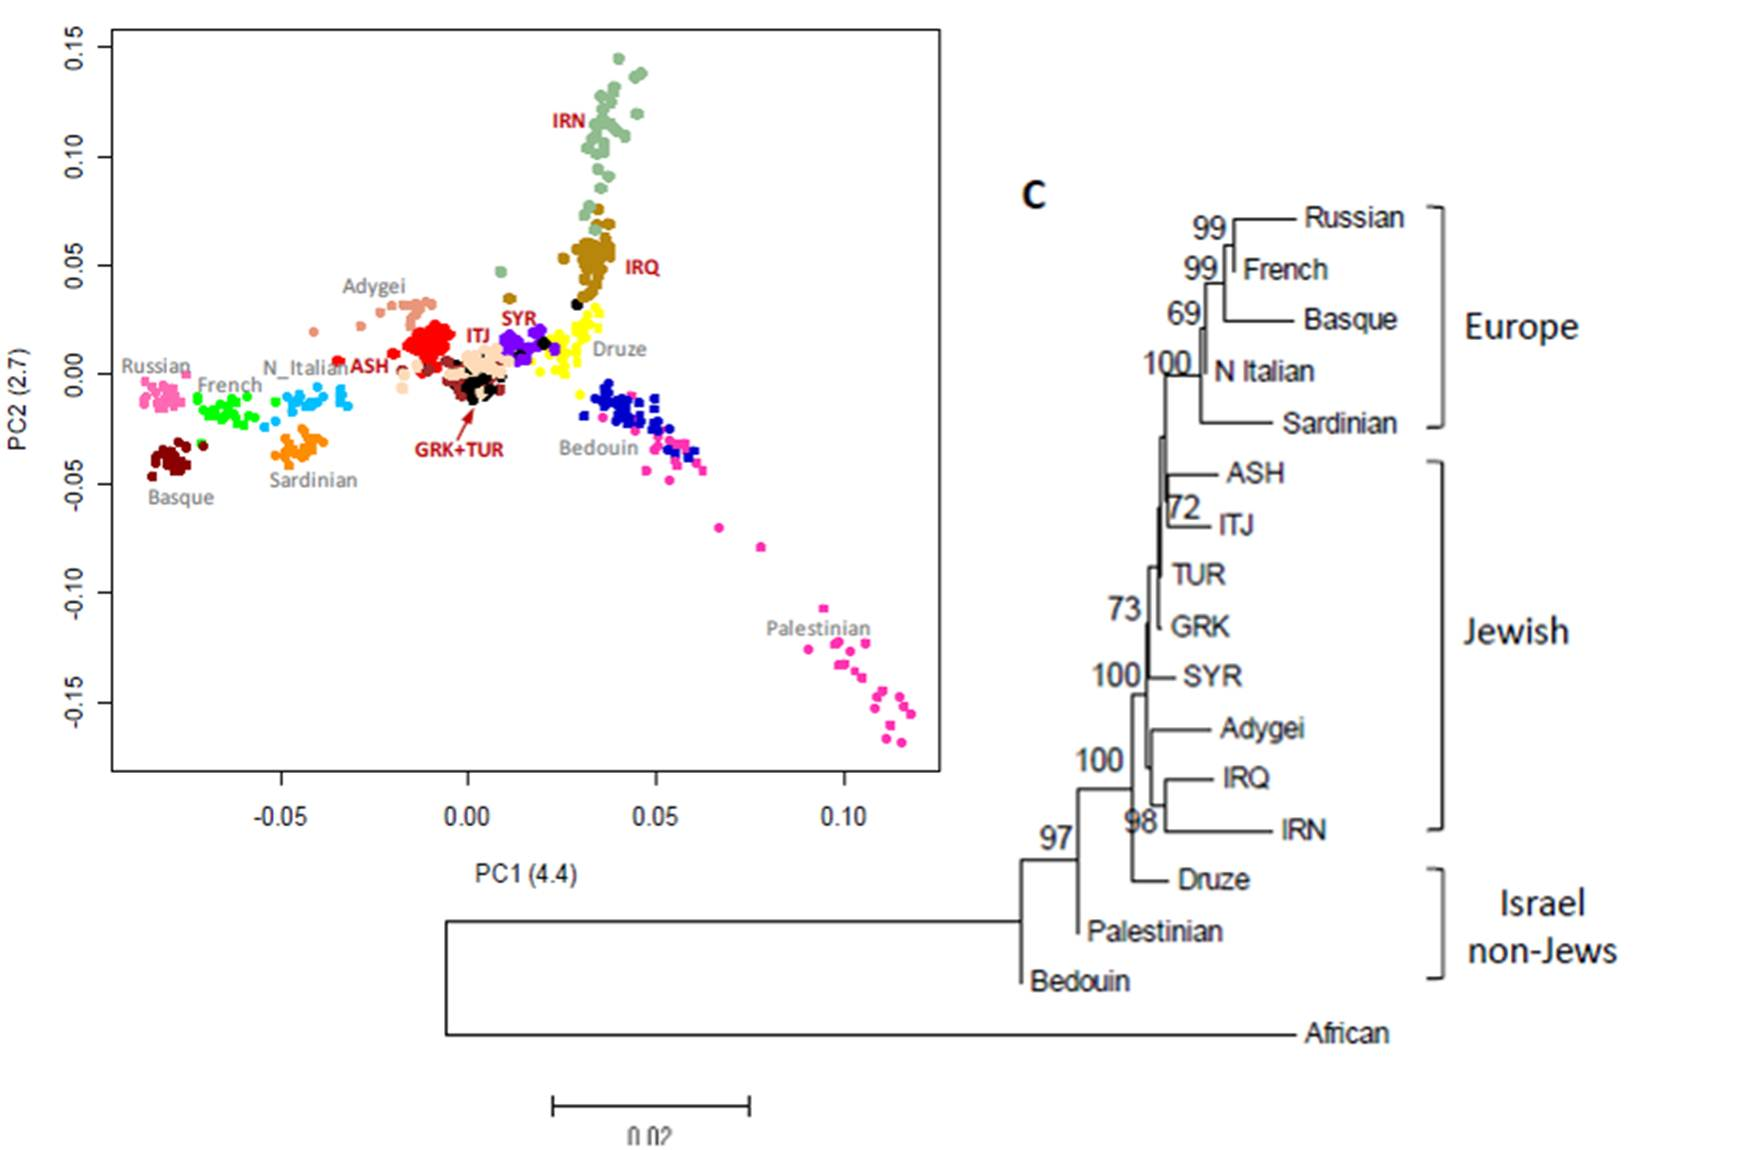 0.15
0.10
0.05
0.00
-0.05
-0.10
-0.15
PC2 (2.7)
IRN
IRQ
Adygei
SYR
ITJ
Druze
Russian
N_Italian
ASH
French
GRK+TUR
Bedouin
Sardinian
Basque
Palestinian
-0.05
0.00
0.05
0.10
PC1 (4.4)
C
99
Russian
99
French
69
Basque
100
N Italian
Sardinian
Europe
ASH
72
ITJ
TUR
73
GRK
100
SYR
Adygei
100
IRQ
98
IRN
Jewish
97
Druze
Palestinian
Bedouin
Israel
non-Jews
African
0.02